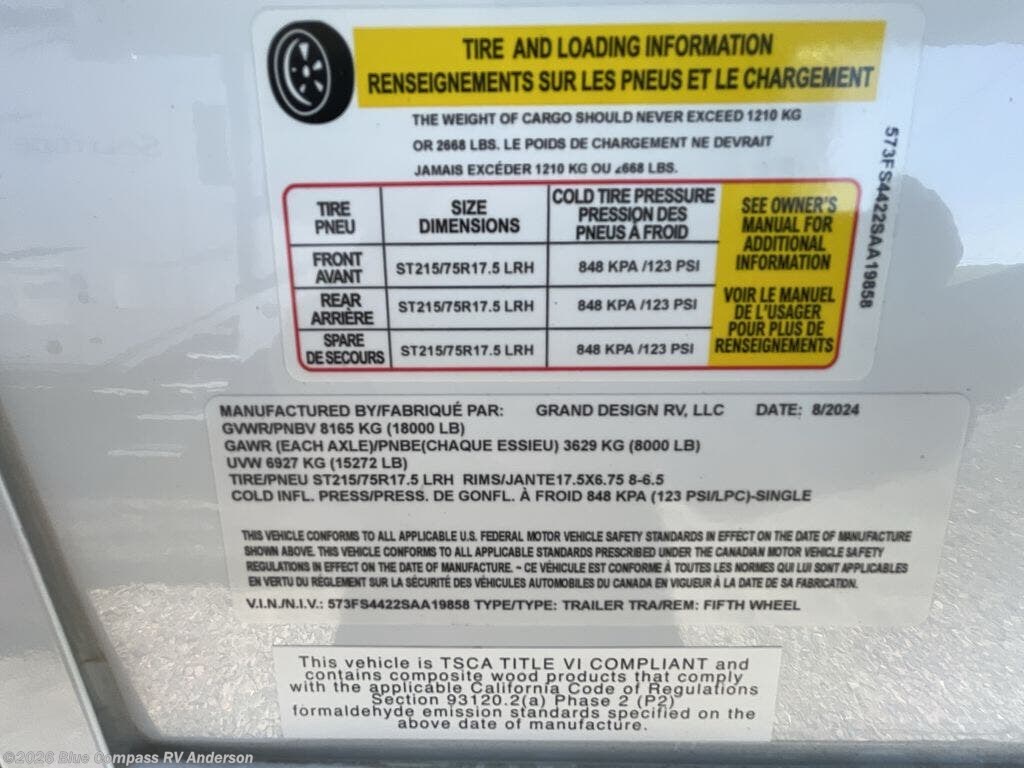 TIRE AND LOADING INFORMATION
RENSEIGNEMENTS SUR LES PNEUS ET LE CHARGEMENT
THE WEIGHT OF CARGO SHOULD NEVER EXCEED 1210 KG
OR 2668 LBS. LE POIDS DE CHARGEMENT NE DEVRAIT
JAMAIS EXCÉDER 1210 KG OU 2668 LBS.
TIRE PNEU SIZE DIMENSIONS COLD TIRE PRESSURE PRESSION DES PNEUS À FROID
FRONT AVANT ST215/75R17.5 LRH 848 KPA /123 PSI
REAR ARRIÈRE ST215/75R17.5 LRH 848 KPA /123 PSI
SPARE DE SECOURS ST215/75R17.5 LRH 848 KPA /123 PSI
SEE OWNER'S
MANUAL FOR
ADDITIONAL
INFORMATION
VOIR LE MANUEL
DE L'USAGER
POUR PLUS DE
RENSEIGNEMENTS
573FS4422SAA19858
MANUFACTURED BY/FABRIQUÉ PAR: GRAND DESIGN RV, LLC DATE: 8/2024
GVWR/PNBV 8165 KG (18000 LB)
GAWR (EACH AXLE)/PNBE(CHAQUE ESSIEU) 3629 KG (8000 LB)
UVW 6927 KG (15272 LB)
TIRE/PNEU ST215/75R17.5 LRH RIMS/JANTE17.5X6.75 8-6.5
COLD INFL. PRESS/PRESS. DE GONFL. À FROID 848 KPA (123 PSI/LPC)-SINGLE
THIS VEHICLE CONFORMS TO ALL APPLICABLE U.S. FEDERAL MOTOR VEHICLE SAFETY STANDARDS IN EFFECT ON THE DATE OF MANUFACTURE
SHOWN ABOVE. THIS VEHICLE CONFORMS TO ALL APPLICABLE STANDARDS PRESCRIBED UNDER THE CANADIAN MOTOR VEHICLE SAFETY
REGULATIONS IN EFFECT ON THE DATE OF MANUFACTURE. - CE VÉHICULE EST CONFORME À TOUTES LES NORMES QUI LUI SONT APPLICABLES
EN VERTU DU RÈGLEMENT SUR LA SÉCURITÉ DES VÉHICULES AUTOMOBILES DU CANADA EN VIGUEUR À LA DATE DE SA FABRICATION.
V.I.N./N.I.V.: 573FS4422SAA19858 TYPE/TYPE: TRAILER TRA/REM: FIFTH WHEEL
This vehicle is TSCA TITLE VI COMPLIANT and
contains composite wood products that comply
with the applicable California Code of Regulations
Section 93120.2(a) Phase 2 (P2)
formaldehyde emission standards specified on the
above date of manufacture.
©2026 Blue Compass RV Anderson